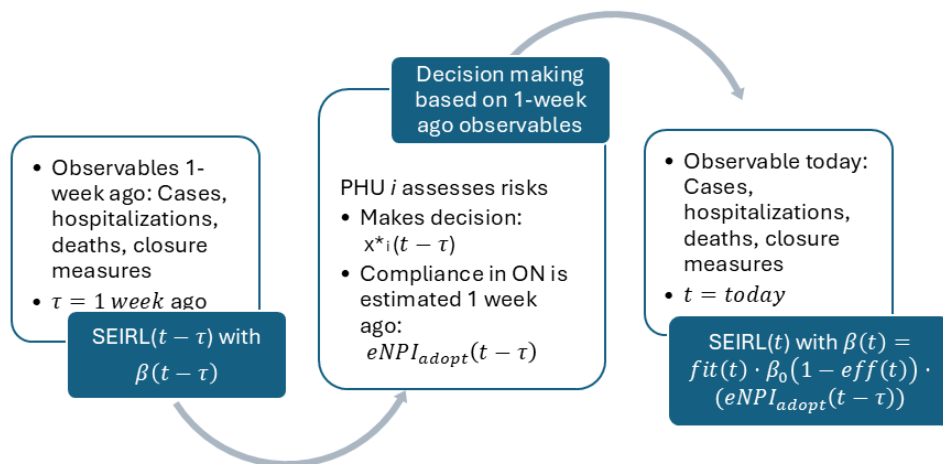 • Observables 1-
week ago: Cases,
hospitalizations,
deaths, closure
measures
• τ = 1 week ago
SEIRL(t − τ) with
β(t − τ)
Decision making
based on 1-week
ago observables
PHU i assesses risks
• Makes decision:
x*ᵢ(t − τ)
• Compliance in ON is
estimated 1 week
ago:
eNPI_adopt(t − τ)
• Observable today:
Cases,
hospitalizations,
deaths, closure
measures
• t = today
SEIRL(t) with β(t) =
fit(t) · β₀(1 − eff(t)) ·
(eNPI_adopt(t − τ))